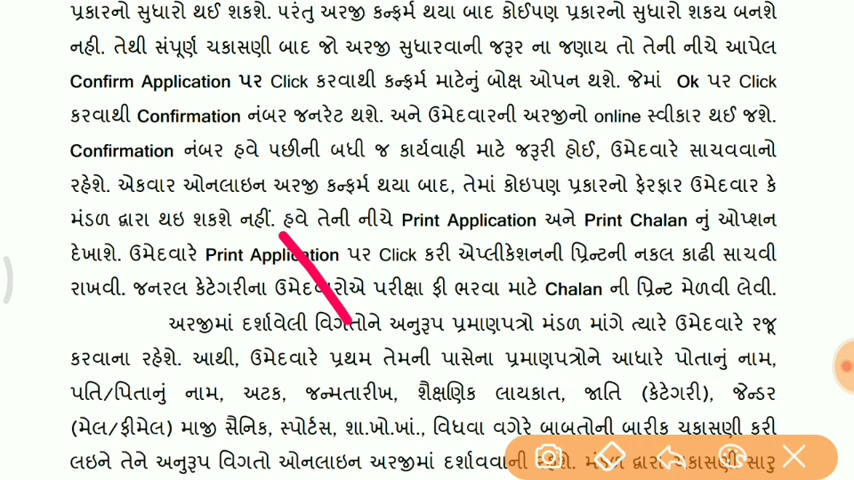 પ્રકારનો સુધારો થઈ શકશે. પરંતુ અરજી કન્ફર્મ થયા બાદ કોઈપણ પ્રકારનો સુધારો શકય બનશે
નહી. તેથી સંપૂર્ણ ચકાસણી બાદ જો અરજી સુધારવાની જરૂર ના જણાય તો તેની નીચે આપેલ
Confirm Application પર Click કરવાથી કન્ફર્મ માટેનું બોક્ષ ઓપન થશે. જેમાં Ok પર Click
કરવાથી Confirmation નંબર જનરેટ થશે. અને ઉમેદવારની અરજીનો online સ્વીકાર થઈ જશે.
Confirmation નંબર હવે પછીની બધી જ કાર્યવાહી માટે જરૂરી હોઈ, ઉમેદવારે સાચવવાનો
રહેશે. એકવાર ઓનલાઇન અરજી કન્ફર્મ થયા બાદ, તેમાં કોઇપણ પ્રકારનો ફેરફાર ઉમેદવાર કે
મંડળ દ્વારા થઇ શકશે નહીં. હવે તેની નીચે Print Application અને Print Chalan નું ઓપ્શન
દેખાશે. ઉમેદવારે Print Application પર Click કરી એપ્લીકેશનની પ્રિન્ટની નકલ કાઢી સાચવી
રાખવી. જનરલ કેટેગરીના ઉમેદવારોએ પરીક્ષા ફ્રી ભરવા માટે Chalan ની પ્રિન્ટ મેળવી લેવી.
અરજીમાં દર્શાવેલી વિગતોને અનુરૂપ પ્રમાણપત્રો મંડળ માંગે ત્યારે ઉમેદવારે રજૂ
કરવાના રહેશે. આથી, ઉમેદવારે પ્રથમ તેમની પાસેના પ્રમાણપત્રોને આધારે પોતાનું નામ,
પતિ/પિતાનું નામ, અટક, જન્મતારીખ, શૈક્ષણિક લાયકાત, જાતિ (કેટેગરી), જેન્ડર
(મેલ/ફીમેલ) માજી સૈનિક, સ્પોર્ટસ, શા.ખો.ખાં., વિધવા વગેરે બાબતોની બારીક ચકાસણી કરી
લઇને તેને અનુરૂપ વિગતો ઓનલાઇન અરજીમાં દર્શાવવાની રહેશે. મંડળ દ્વારા ચકાસણી સારુ